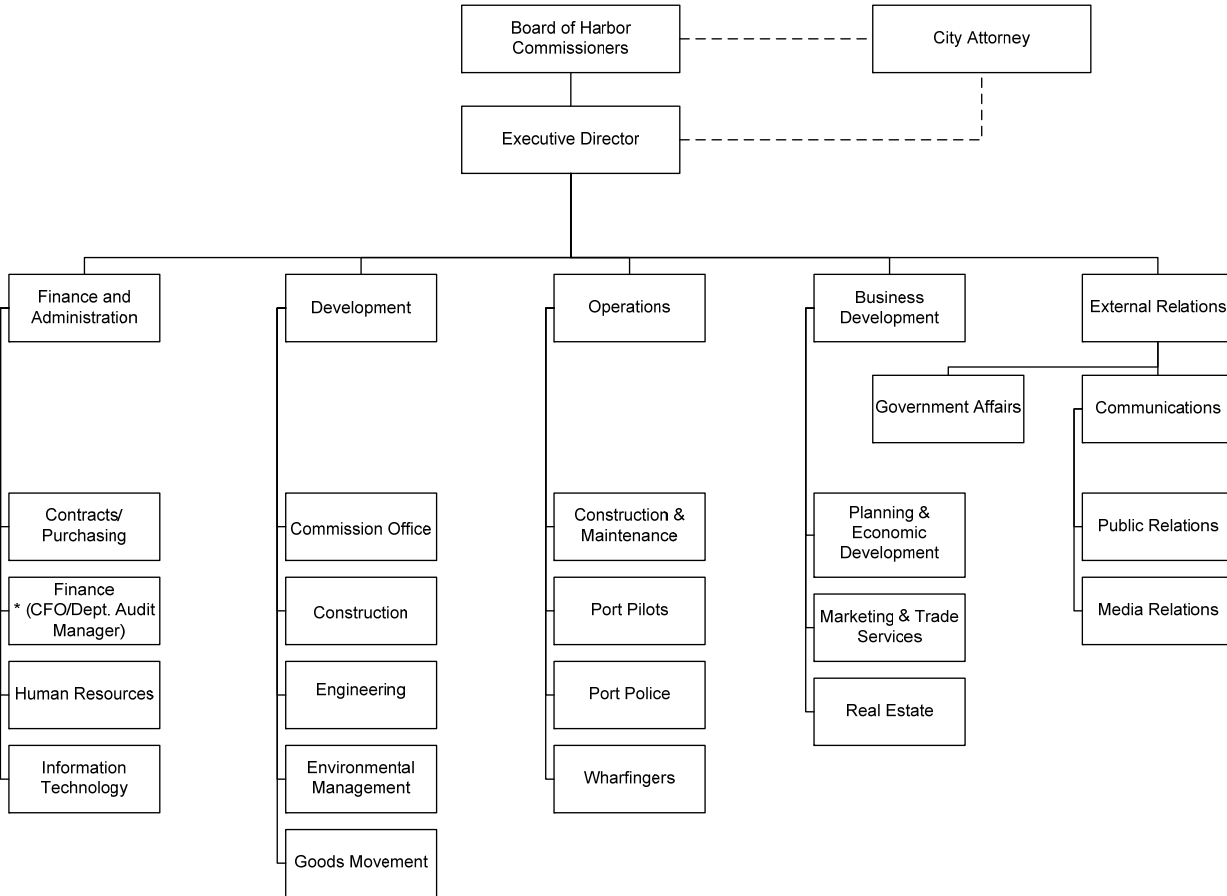 Board of Harbor
Commissioners
City Attorney
Executive Director
Finance and
Administration
Development
Operations
Business
Development
External Relations
Government Affairs
Communications
Contracts/
Purchasing
Commission Office
Construction &
Maintenance
Planning &
Economic
Development
Public Relations
Finance
* (CFO/Dept. Audit
Manager)
Construction
Port Pilots
Marketing & Trade
Services
Media Relations
Human Resources
Engineering
Port Police
Real Estate
Information
Technology
Environmental
Management
Wharfingers
Goods Movement